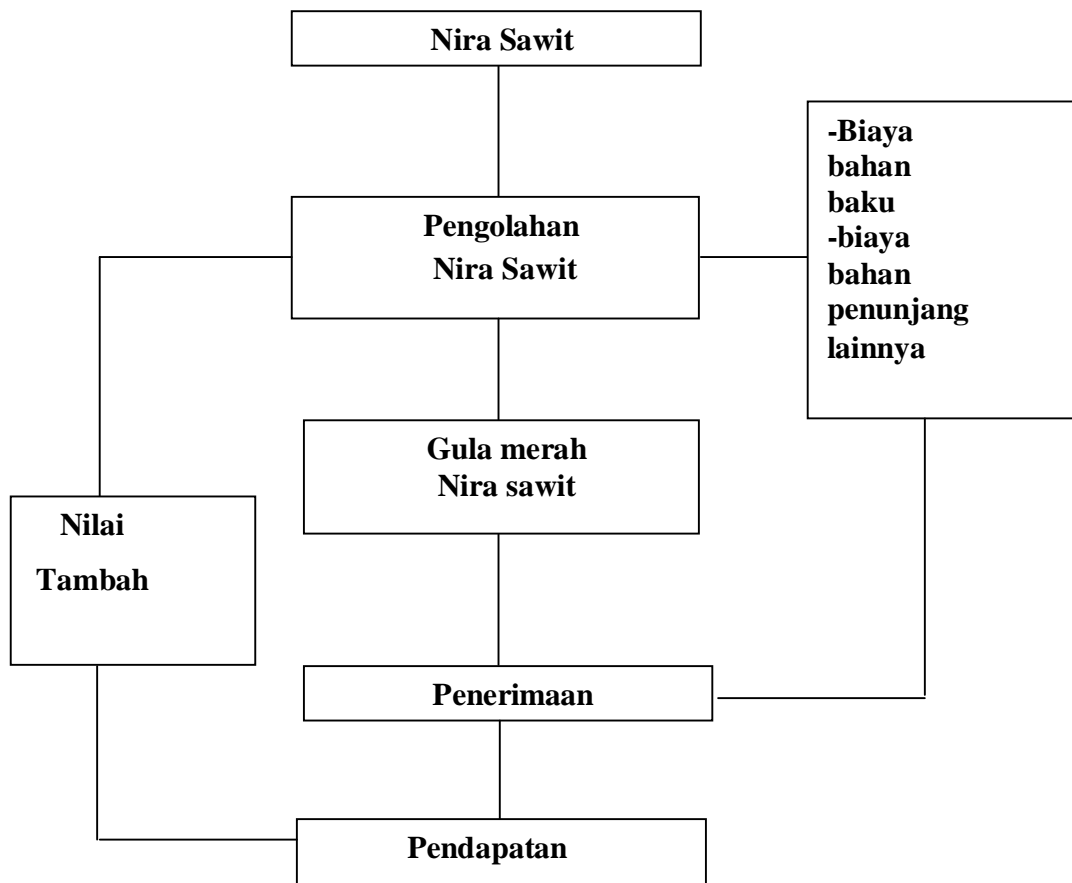 Nira Sawit
-Biaya
bahan
baku
-biaya
bahan
penunjang
lainnya
Pengolahan
Nira Sawit
Gula merah
Nira sawit
Nilai
Tambah
Penerimaan
Pendapatan